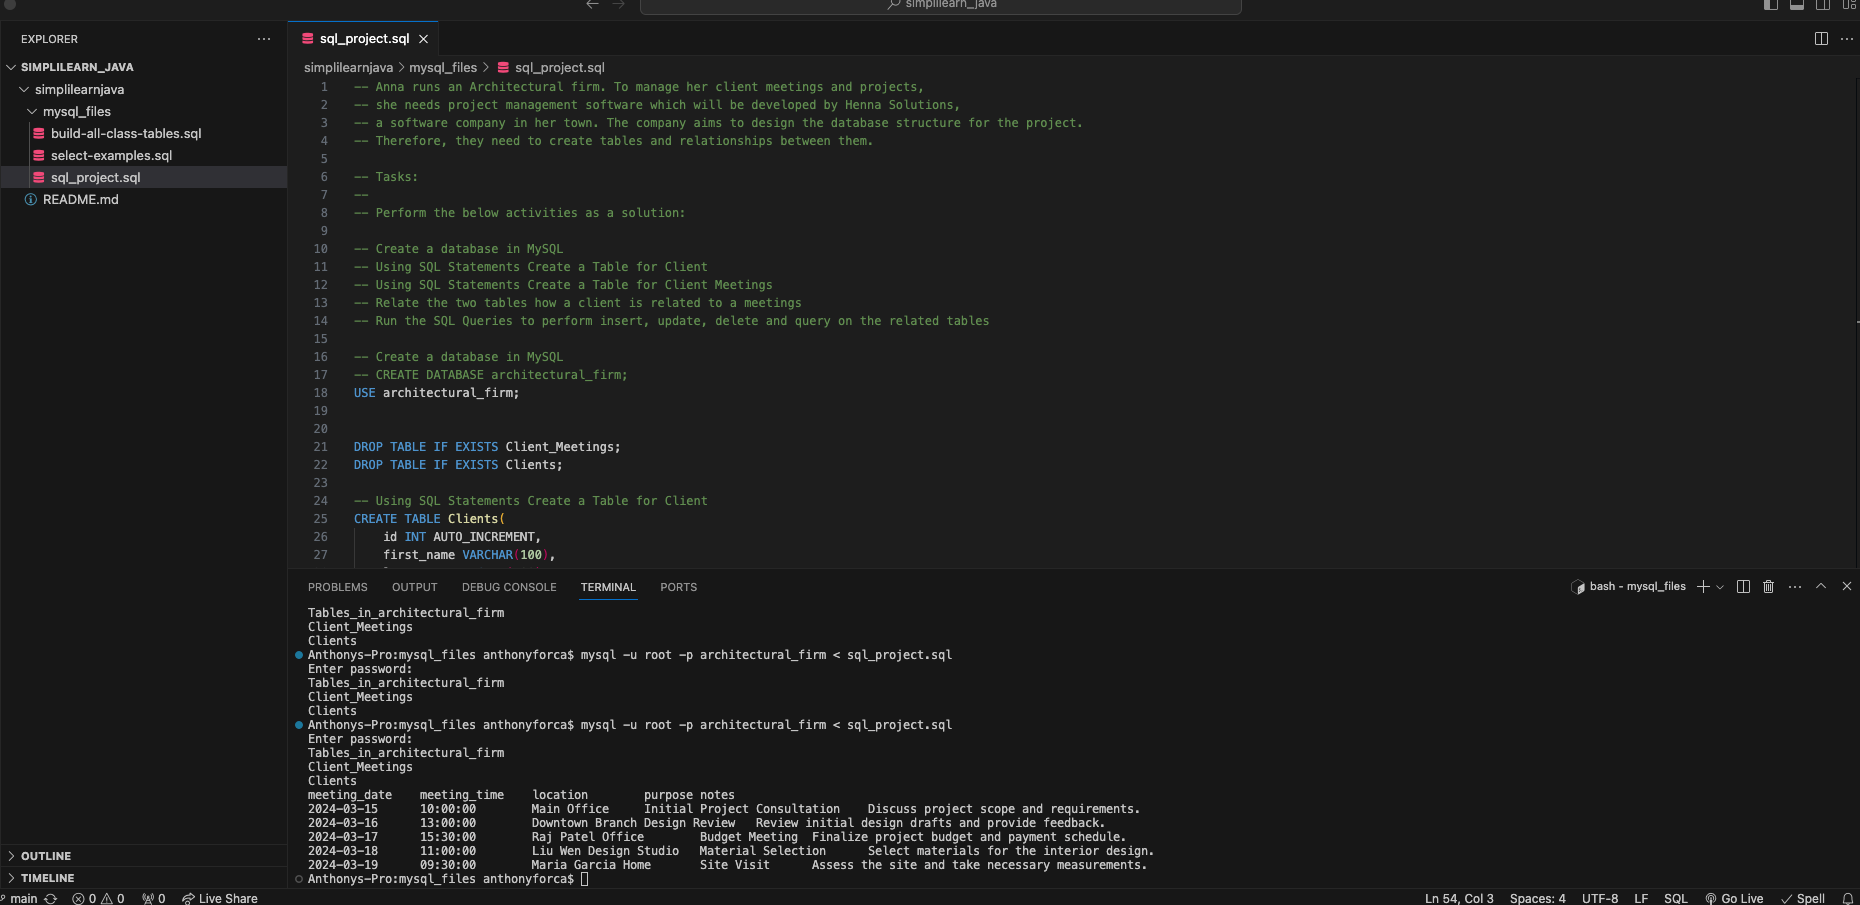 simplilearn_java
EXPLORER
SIMPLILEARN_JAVA
simplilearnjava
mysql_files
build-all-class-tables.sql
select-examples.sql
sql_project.sql
README.md
OUTLINE
TIMELINE
sql_project.sql
simplilearnjava > mysql_files > sql_project.sql
1 -- Anna runs an Architectural firm. To manage her client meetings and projects,
2 -- she needs project management software which will be developed by Henna Solutions,
3 -- a software company in her town. The company aims to design the database structure for the project.
4 -- Therefore, they need to create tables and relationships between them.
5
6 -- Tasks:
7 --
8 -- Perform the below activities as a solution:
9
10 -- Create a database in MySQL
11 -- Using SQL Statements Create a Table for Client
12 -- Using SQL Statements Create a Table for Client Meetings
13 -- Relate the two tables how a client is related to a meetings
14 -- Run the SQL Queries to perform insert, update, delete and query on the related tables
15
16 -- Create a database in MySQL
17 -- CREATE DATABASE architectural_firm;
18 USE architectural_firm;
19
20
21 DROP TABLE IF EXISTS Client_Meetings;
22 DROP TABLE IF EXISTS Clients;
23
24 -- Using SQL Statements Create a Table for Client
25 CREATE TABLE Clients(
26 id INT AUTO_INCREMENT,
27 first_name VARCHAR(100),
PROBLEMS OUTPUT DEBUG CONSOLE TERMINAL PORTS
bash - mysql_files
Tables_in_architectural_firm
Client_Meetings
Clients
Anthonys-Pro:mysql_files anthonyforca$ mysql -u root -p architectural_firm < sql_project.sql
Enter password:
Tables_in_architectural_firm
Client_Meetings
Clients
Anthonys-Pro:mysql_files anthonyforca$ mysql -u root -p architectural_firm < sql_project.sql
Enter password:
Tables_in_architectural_firm
Client_Meetings
Clients
meeting_date meeting_time location purpose notes
2024-03-15 10:00:00 Main Office Initial Project Consultation Discuss project scope and requirements.
2024-03-16 13:00:00 Downtown Branch Design Review Review initial design drafts and provide feedback.
2024-03-17 15:30:00 Raj Patel Office Budget Meeting Finalize project budget and payment schedule.
2024-03-18 11:00:00 Liu Wen Design Studio Material Selection Select materials for the interior design.
2024-03-19 09:30:00 Maria Garcia Home Site Visit Assess the site and take necessary measurements.
Anthonys-Pro:mysql_files anthonyforca$
main 0 0 0 Live Share Ln 54, Col 3 Spaces: 4 UTF-8 LF SQL Go Live Spell